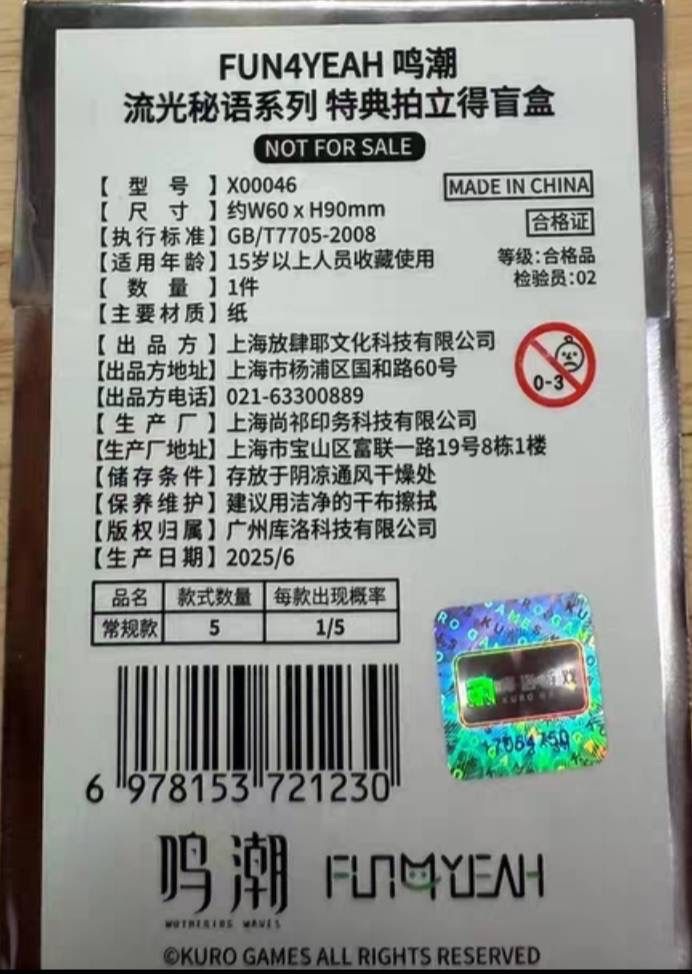 FUN4YEAH 鸣潮
流光秘语系列 特典拍立得盲盒
NOT FOR SALE
【型号】X00046
MADE IN CHINA
【尺寸】约W60 x H90mm
合格证
【执行标准】GB/T7705-2008
等级:合格品
【适用年龄】15岁以上人员收藏使用
检验员:02
【数量】1件
【主要材质】纸
【出品方】上海放肆耶文化科技有限公司
【出品方地址】上海市杨浦区国和路60号
0-3
【出品方电话】021-63300889
【生产厂】上海尚祁印务科技有限公司
【生产厂地址】上海市宝山区富联一路19号8栋1楼
【储存条件】存放于阴凉通风干燥处
【保养维护】建议用洁净的干布擦拭
【版权归属】广州库洛科技有限公司
【生产日期】2025/6
品名 款式数量 每款出现概率
常规款 5 1/5
6 978153 721230
鸣潮 FUN4YEAH
WUTHERING WAVES
©KURO GAMES ALL RIGHTS RESERVED